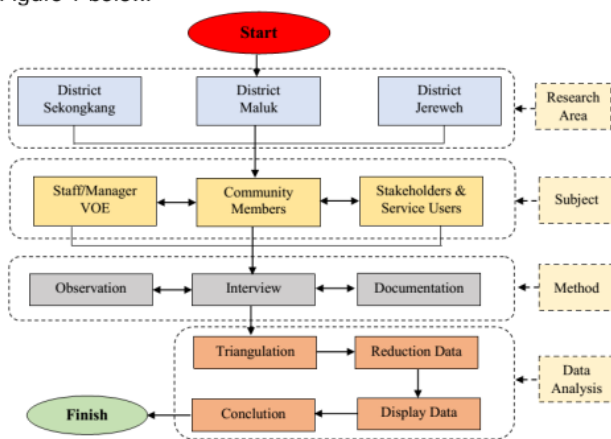 Figure 1 below.
Start
District
Sekongkang
District
Maluk
District
Jereweh
Research
Area
Staff/Manager
VOE
Community
Members
Stakeholders &
Service Users
Subject
Observation
Interview
Documentation
Method
Triangulation
Reduction Data
Data
Analysis
Finish
Conclution
Display Data